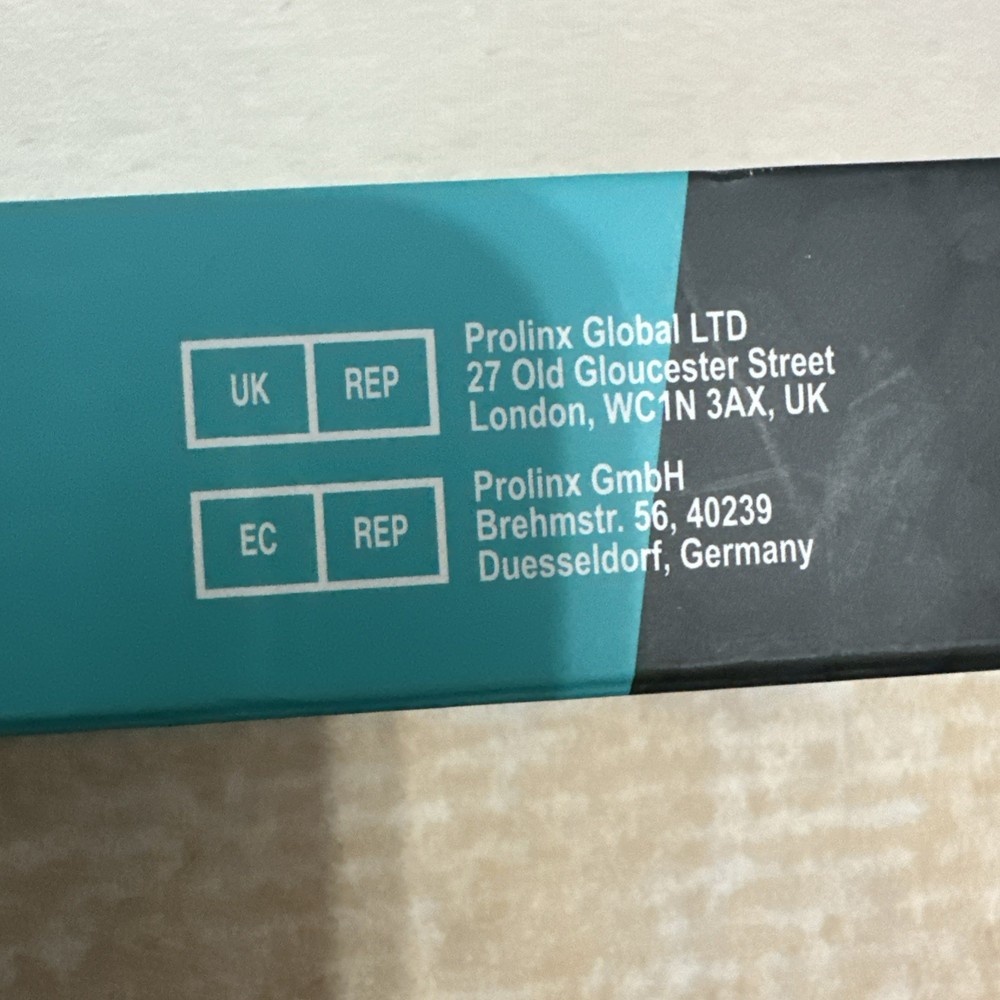 UK REP
Prolinx Global LTD
27 Old Gloucester Street
London, WC1N 3AX, UK
EC REP
Prolinx GmbH
Brehmstr. 56, 40239
Duesseldorf, Germany